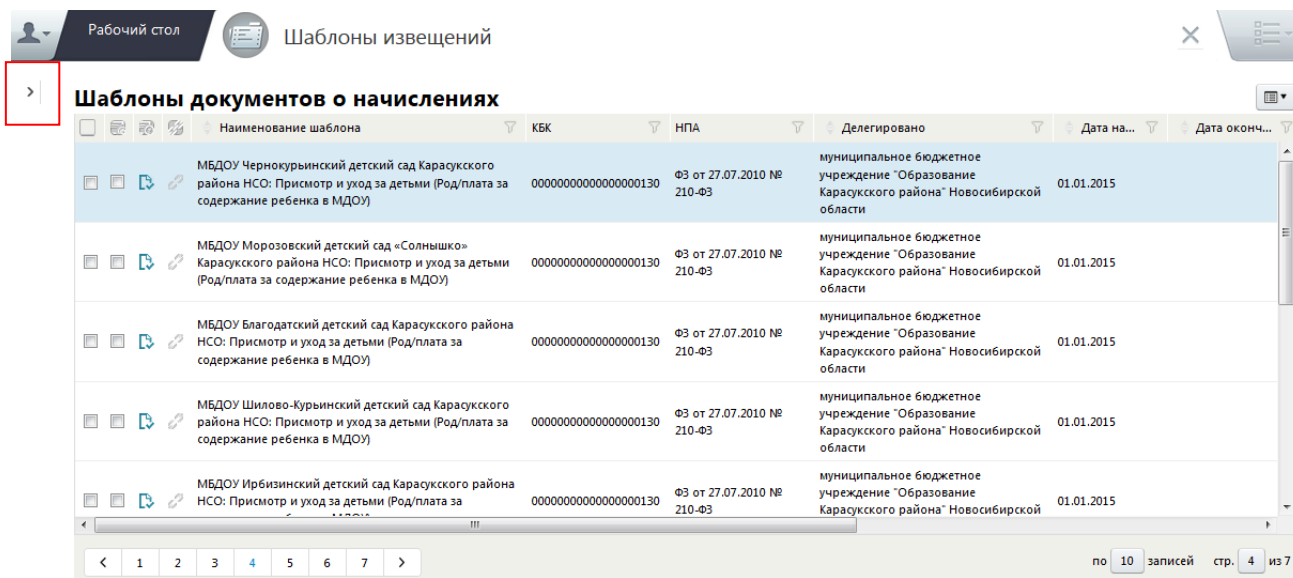 Рабочий стол
Шаблоны извещений
Шаблоны документов о начислениях
Наименование шаблона КБК НПА Делегировано Дата на... Дата оконч...
МБДОУ Чернокурьинский детский сад Карасукского
района НСО: Присмотр и уход за детьми (Род/плата за
содержание ребенка в МДОУ)
00000000000000000130
ФЗ от 27.07.2010 №
210-ФЗ
муниципальное бюджетное
учреждение "Образование
Карасукского района" Новосибирской
области
01.01.2015
МБДОУ Морозовский детский сад «Солнышко»
Карасукского района НСО: Присмотр и уход за детьми
(Род/плата за содержание ребенка в МДОУ)
00000000000000000130
ФЗ от 27.07.2010 №
210-ФЗ
муниципальное бюджетное
учреждение "Образование
Карасукского района" Новосибирской
области
01.01.2015
МБДОУ Благодатский детский сад Карасукского района
НСО: Присмотр и уход за детьми (Род/плата за
содержание ребенка в МДОУ)
00000000000000000130
ФЗ от 27.07.2010 №
210-ФЗ
муниципальное бюджетное
учреждение "Образование
Карасукского района" Новосибирской
области
01.01.2015
МБДОУ Шилово-Курьинский детский сад Карасукского
района НСО: Присмотр и уход за детьми (Род/плата за
содержание ребенка в МДОУ)
00000000000000000130
ФЗ от 27.07.2010 №
210-ФЗ
муниципальное бюджетное
учреждение "Образование
Карасукского района" Новосибирской
области
01.01.2015
МБДОУ Ирбизинский детский сад Карасукского района
НСО: Присмотр и уход за детьми (Род/плата за
00000000000000000130
ФЗ от 27.07.2010 №
210-ФЗ
муниципальное бюджетное
учреждение "Образование
Карасукского района" Новосибирской
01.01.2015
1 2 3 4 5 6 7
по 10 записей стр. 4 из 7